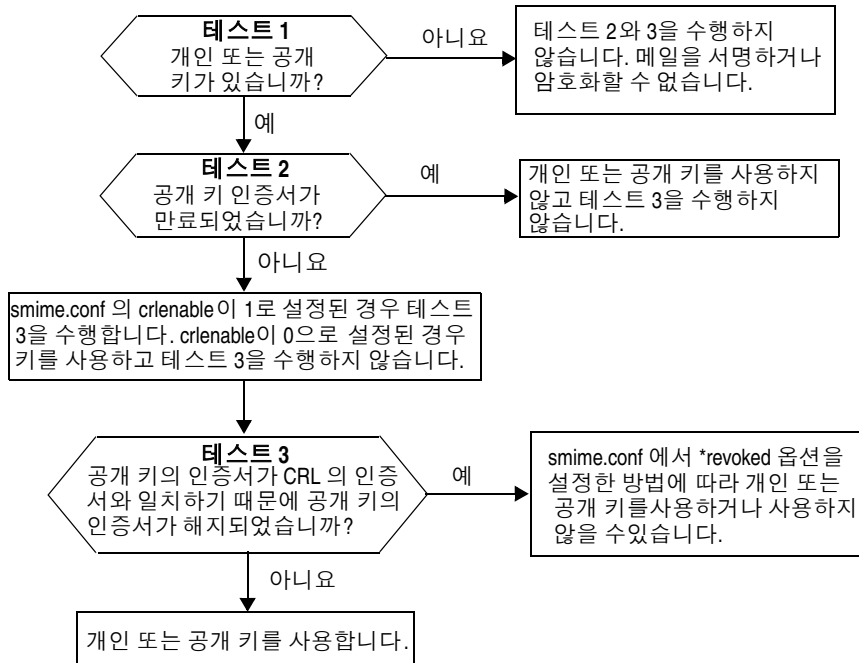 테스트 1
개인 또는 공개
키가 있습니까?
아니요
테스트 2와 3을 수행하지
않습니다. 메일을 서명하거나
암호화할 수 없습니다.
예
테스트 2
공개 키 인증서가
만료되었습니까?
예
개인 또는 공개 키를 사용하지
않고 테스트 3을 수행하지
않습니다.
아니요
smime.conf 의 crlenable이 1로 설정된 경우 테스트
3을 수행합니다. crlenable이 0으로 설정된 경우
키를 사용하고 테스트 3을 수행하지 않습니다.
테스트 3
공개 키의 인증서가 CRL 의 인증
서와 일치하기 때문에 공개 키의
인증서가 해지되었습니까?
예
smime.conf 에서 *revoked 옵션을
설정한 방법에 따라 개인 또는
공개 키를사용하거나 사용하지
않을 수있습니다.
아니요
개인 또는 공개 키를 사용합니다.